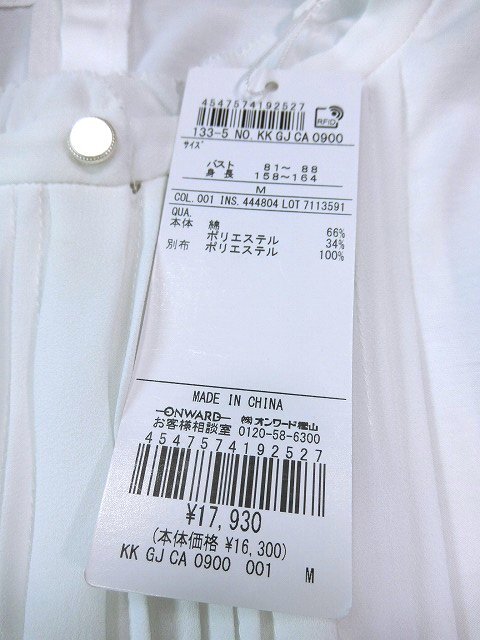 4547574192527
RFID
133-5 NO.KK GJ CA 0900
サイズ
バスト 81〜 88
身 長 158〜164
M
COL.001 INS.444804 LOT 7113591
QUA.
本体 綿 66%
ポリエステル 34%
別布 ポリエステル 100%
MADE IN CHINA
ONWARD ㈱オンワード樫山
お客様相談室 0120-58-6300
4547574192527
¥17,930
(本体価格 ¥16,300)
KK GJ CA 0900 001 M